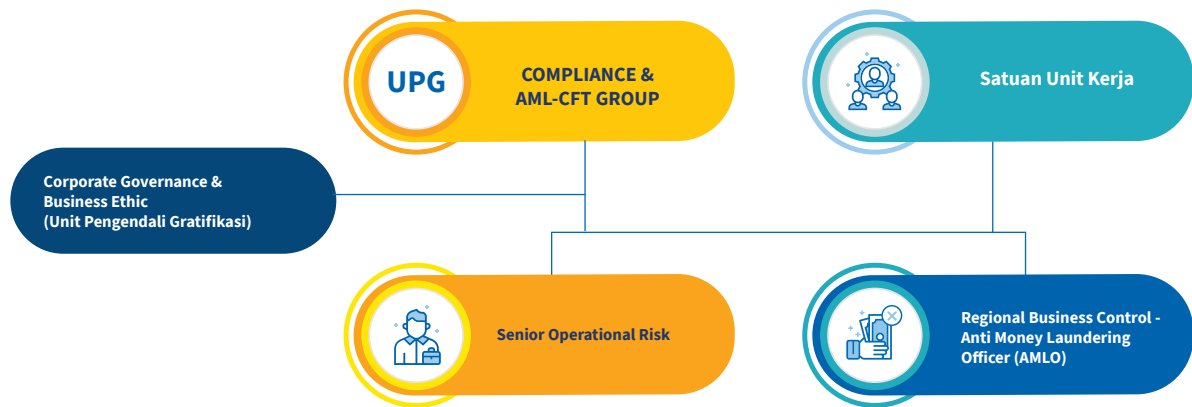 UPG
COMPLIANCE &
AML-CFT GROUP
Satuan Unit Kerja
Corporate Governance &
Business Ethic
(Unit Pengendali Gratifikasi)
Senior Operational Risk
Regional Business Control -
Anti Money Laundering
Officer (AMLO)